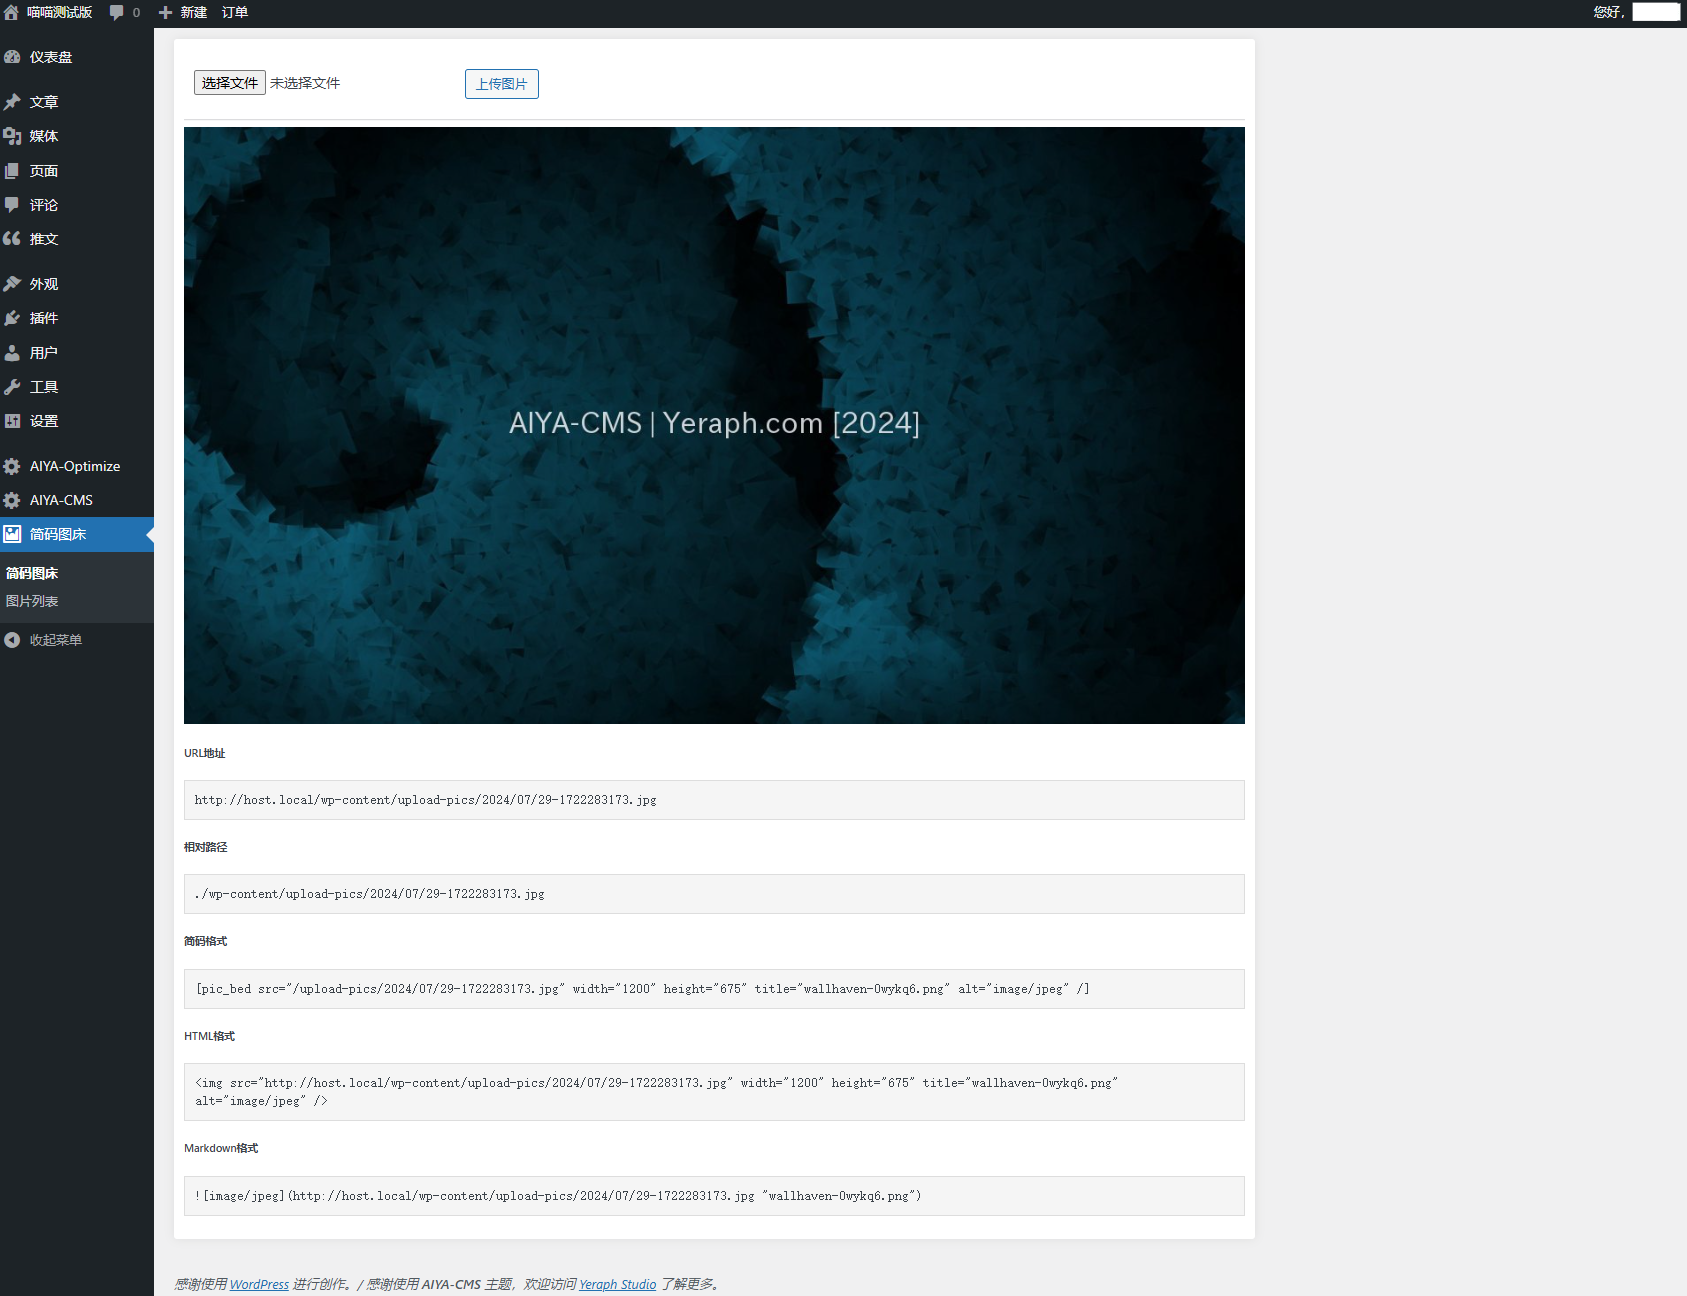 喵喵测试版 0 新建 订单 您好,
仪表盘
文章
媒体
页面
评论
推文
外观
插件
用户
工具
设置
AIYA-Optimize
AIYA-CMS
简码图床
简码图床
图片列表
收起菜单
选择文件 未选择文件 上传图片
AIYA-CMS | Yeraph.com [2024]
URL地址
http://host.local/wp-content/upload-pics/2024/07/29-1722283173.jpg
相对路径
./wp-content/upload-pics/2024/07/29-1722283173.jpg
简码格式
[pic_bed src="/upload-pics/2024/07/29-1722283173.jpg" width="1200" height="675" title="wallhaven-0wykq6.png" alt="image/jpeg" /]
HTML格式
<img src="http://host.local/wp-content/upload-pics/2024/07/29-1722283173.jpg" width="1200" height="675" title="wallhaven-0wykq6.png"
alt="image/jpeg" />
Markdown格式
![image/jpeg](http://host.local/wp-content/upload-pics/2024/07/29-1722283173.jpg "wallhaven-0wykq6.png")
感谢使用 WordPress 进行创作。/ 感谢使用 AIYA-CMS 主题，欢迎访问 Yeraph Studio 了解更多。